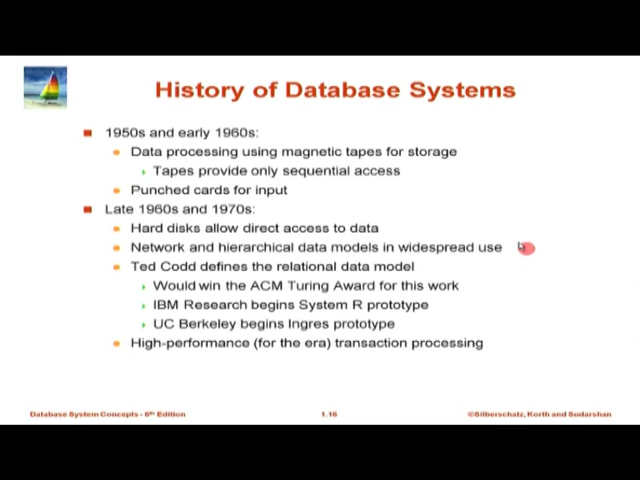 History of Database Systems
1950s and early 1960s:
Data processing using magnetic tapes for storage
Tapes provide only sequential access
Punched cards for input
Late 1960s and 1970s:
Hard disks allow direct access to data
Network and hierarchical data models in widespread use
Ted Codd defines the relational data model
Would win the ACM Turing Award for this work
IBM Research begins System R prototype
UC Berkeley begins Ingres prototype
High-performance (for the era) transaction processing
Database System Concepts - 6th Edition
1.16
©Silberschatz, Korth and Sudarshan